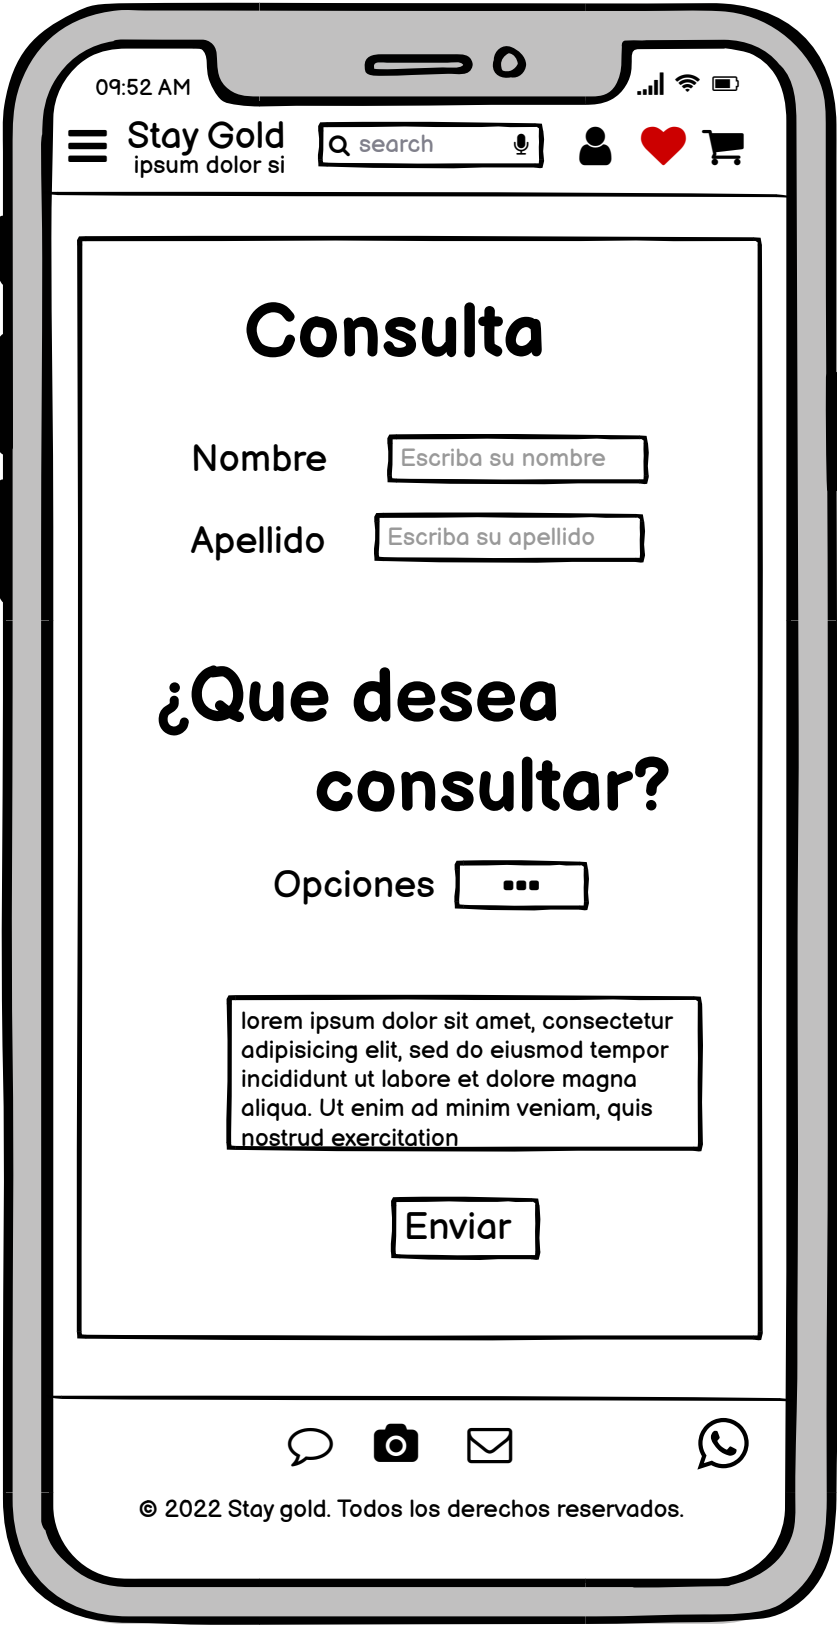 09:52 AM
Stay Gold
ipsum dolor si
search
Consulta
Nombre
Escriba su nombre
Apellido
Escriba su apellido
¿Que desea
consultar?
Opciones
lorem ipsum dolor sit amet, consectetur
adipisicing elit, sed do eiusmod tempor
incididunt ut labore et dolore magna
aliqua. Ut enim ad minim veniam, quis
nostrud exercitation
Enviar
© 2022 Stay gold. Todos los derechos reservados.